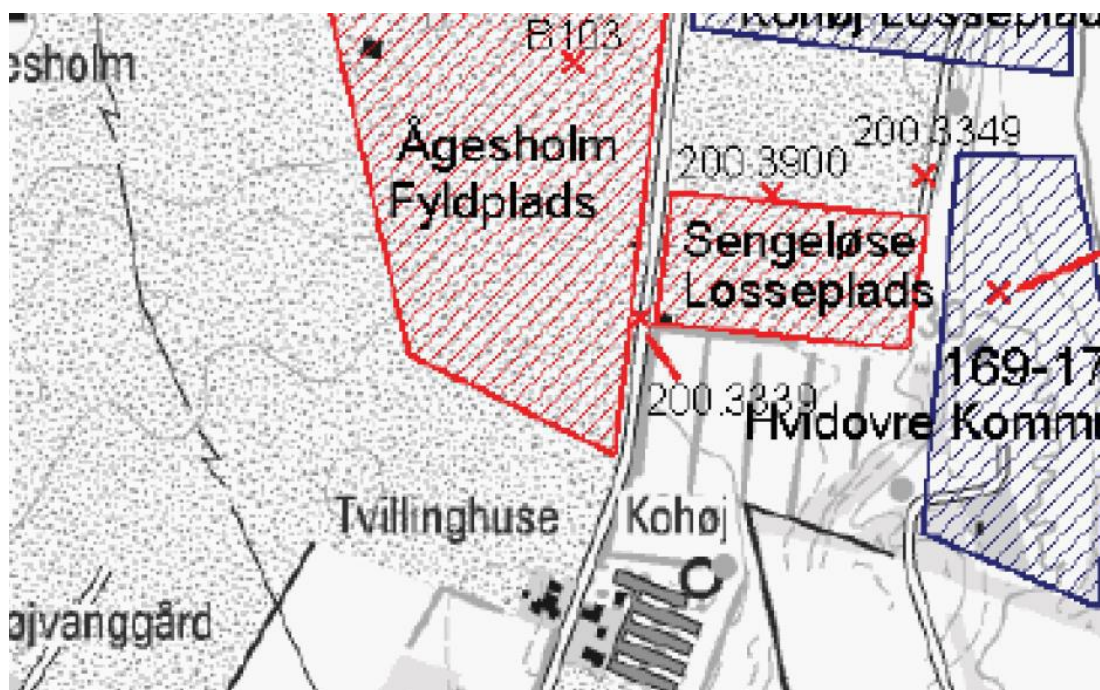 Kohøj Losseplad
B103
esholm
200.3349
Ågesholm
Fyldplads
200.3900
Sengeløse
Losseplads
169-17
200.3339
Hvidovre Kommu
Tvillinghuse
Kohøj
øjvanggård